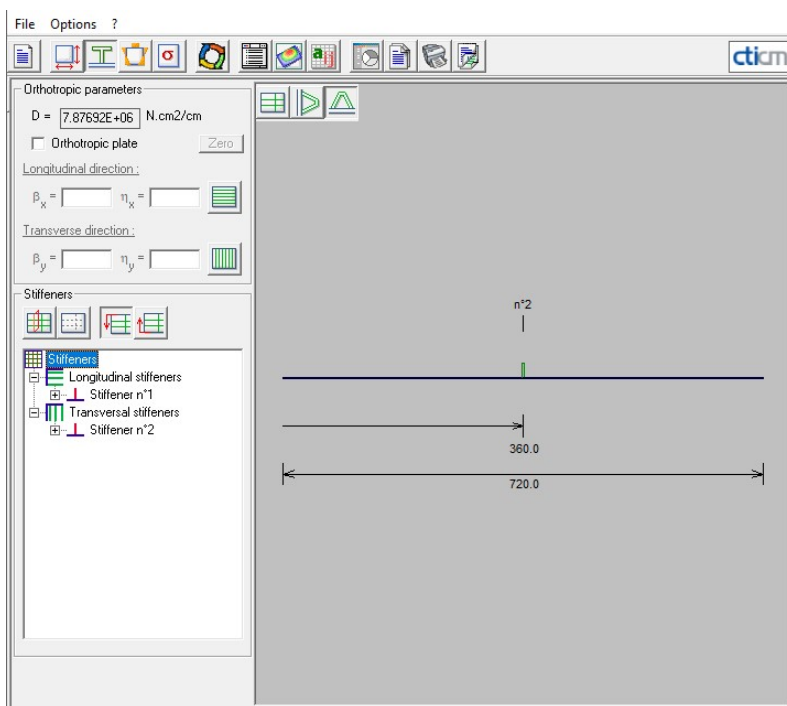 File Options ?
σ
aij
cticm
Orthotropic parameters
D = 7.87692E+06 N.cm2/cm
Orthotropic plate Zero
Longitudinal direction :
βx = ηx =
Transverse direction :
βy = ηy =
Stiffeners
Stiffeners
Longitudinal stiffeners
Stiffener n°1
Transversal stiffeners
Stiffener n°2
n°2
360.0
720.0